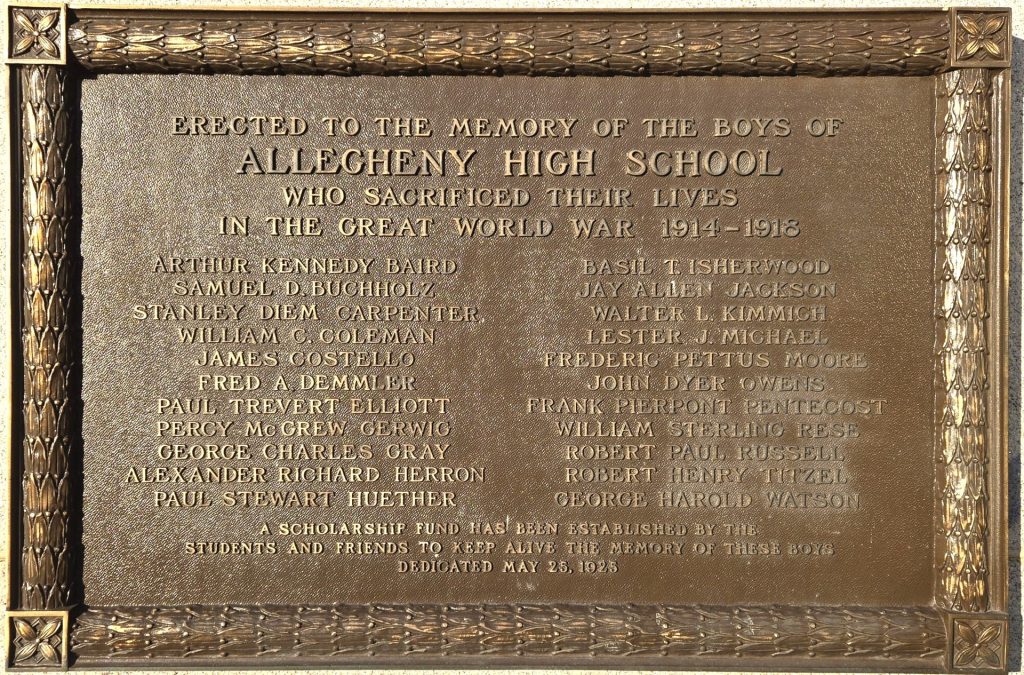 ERECTED TO THE MEMORY OF THE BOYS OF
ALLEGHENY HIGH SCHOOL
WHO SACRIFICED THEIR LIVES
IN THE GREAT WORLD WAR 1914-1918
ARTHUR KENNEDY BAIRD
SAMUEL D. BUCHHOLZ
STANLEY DIEM CARPENTER
WILLIAM C. COLEMAN
JAMES COSTELLO
FRED A. DEMMLER
PAUL TREVERT ELLIOTT
PERCY McGREW GERWIG
GEORGE CHARLES GRAY
ALEXANDER RICHARD HERRON
PAUL STEWART HUETHER
BASIL T. ISHERWOOD
JAY ALLEN JACKSON
WALTER L. KIMMICH
LESTER J. MICHAEL
FREDERIC PETTUS MOORE
JOHN DYER OWENS
FRANK PIERPONT PENTECOST
WILLIAM STERLING RESE
ROBERT PAUL RUSSELL
ROBERT HENRY TITZEL
GEORGE HAROLD WATSON
A SCHOLARSHIP FUND HAS BEEN ESTABLISHED BY THE
STUDENTS AND FRIENDS TO KEEP ALIVE THE MEMORY OF THESE BOYS
DEDICATED MAY 25, 1925